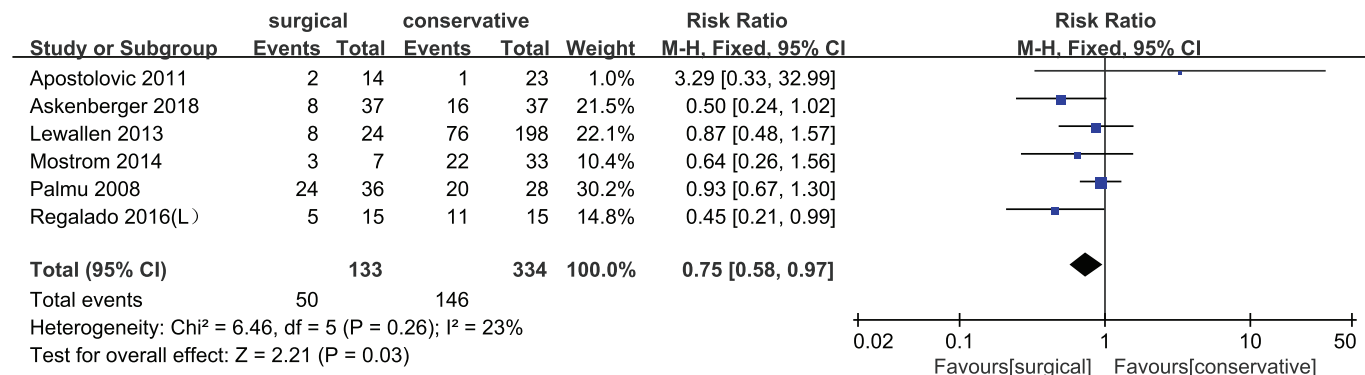 surgical conservative Risk Ratio Risk Ratio
Study or Subgroup Events Total Events Total Weight M-H, Fixed, 95% CI M-H, Fixed, 95% CI
Apostolovic 2011 2 14 1 23 1.0% 3.29 [0.33, 32.99]
Askenberger 2018 8 37 16 37 21.5% 0.50 [0.24, 1.02]
Lewallen 2013 8 24 76 198 22.1% 0.87 [0.48, 1.57]
Mostrom 2014 3 7 22 33 10.4% 0.64 [0.26, 1.56]
Palmu 2008 24 36 20 28 30.2% 0.93 [0.67, 1.30]
Regalado 2016(L） 5 15 11 15 14.8% 0.45 [0.21, 0.99]
Total (95% CI) 133 334 100.0% 0.75 [0.58, 0.97]
Total events 50 146
Heterogeneity: Chi² = 6.46, df = 5 (P = 0.26); I² = 23%
Test for overall effect: Z = 2.21 (P = 0.03)
0.02 0.1 1 10 50
Favours[surgical] Favours[conservative]